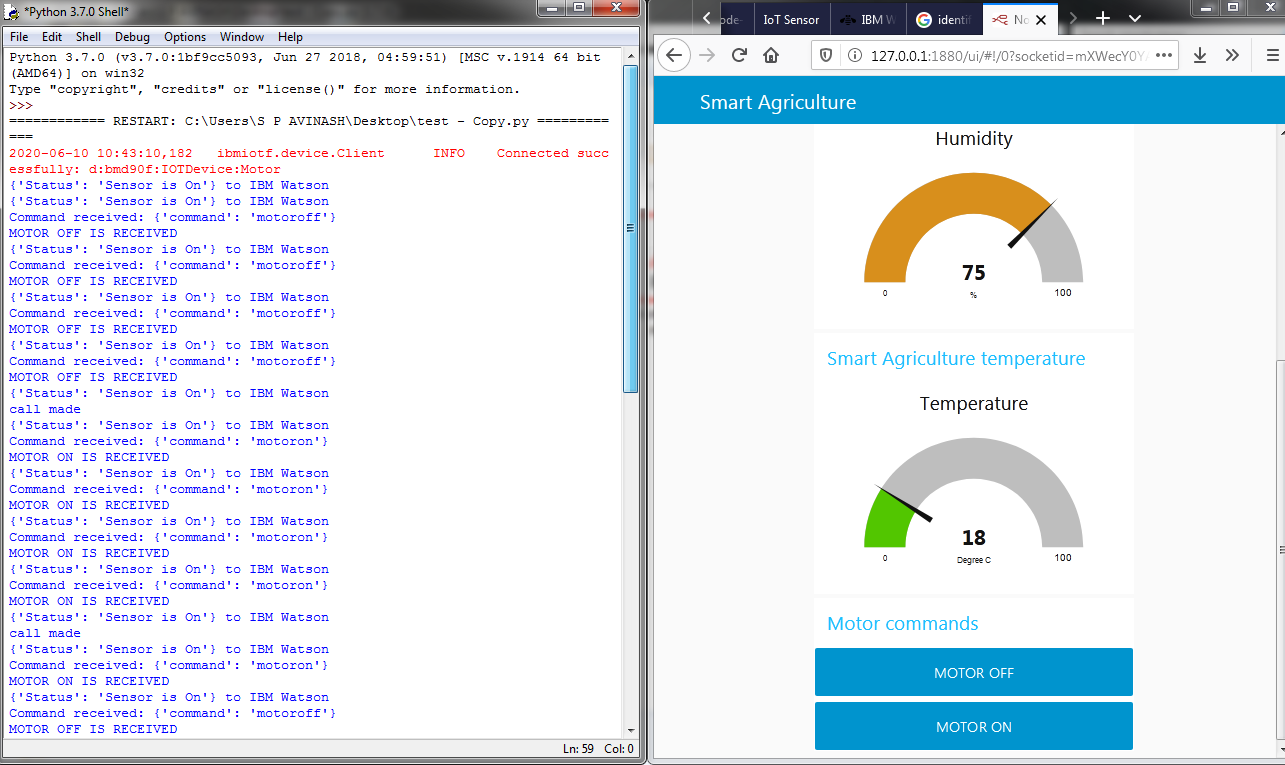 *Python 3.7.0 Shell*
File Edit Shell Debug Options Window Help
Python 3.7.0 (v3.7.0:1bf9cc5093, Jun 27 2018, 04:59:51) [MSC v.1914 64 bit
(AMD64)] on win32
Type "copyright", "credits" or "license()" for more information.
>>>
============ RESTART: C:\Users\S P AVINASH\Desktop\test - Copy.py =========
===
2020-06-10 10:43:10,182 ibmiotf.device.Client INFO Connected succ
essfully: d:bmd90f:IOTDevice:Motor
{'Status': 'Sensor is On'} to IBM Watson
{'Status': 'Sensor is On'} to IBM Watson
Command received: {'command': 'motoroff'}
MOTOR OFF IS RECEIVED
{'Status': 'Sensor is On'} to IBM Watson
Command received: {'command': 'motoroff'}
MOTOR OFF IS RECEIVED
{'Status': 'Sensor is On'} to IBM Watson
Command received: {'command': 'motoroff'}
MOTOR OFF IS RECEIVED
{'Status': 'Sensor is On'} to IBM Watson
Command received: {'command': 'motoroff'}
MOTOR OFF IS RECEIVED
{'Status': 'Sensor is On'} to IBM Watson
call made
{'Status': 'Sensor is On'} to IBM Watson
Command received: {'command': 'motoron'}
MOTOR ON IS RECEIVED
{'Status': 'Sensor is On'} to IBM Watson
Command received: {'command': 'motoron'}
MOTOR ON IS RECEIVED
{'Status': 'Sensor is On'} to IBM Watson
Command received: {'command': 'motoron'}
MOTOR ON IS RECEIVED
{'Status': 'Sensor is On'} to IBM Watson
Command received: {'command': 'motoron'}
MOTOR ON IS RECEIVED
{'Status': 'Sensor is On'} to IBM Watson
call made
{'Status': 'Sensor is On'} to IBM Watson
Command received: {'command': 'motoron'}
MOTOR ON IS RECEIVED
{'Status': 'Sensor is On'} to IBM Watson
Command received: {'command': 'motoroff'}
MOTOR OFF IS RECEIVED
Ln: 59 Col: 0
ode- IoT Sensor IBM W identif No
127.0.0.1:1880/ui/#!/0?socketid=mXWecY0Y
Smart Agriculture
Humidity
75
0 % 100
Smart Agriculture temperature
Temperature
18
0 Degree C 100
Motor commands
MOTOR OFF
MOTOR ON